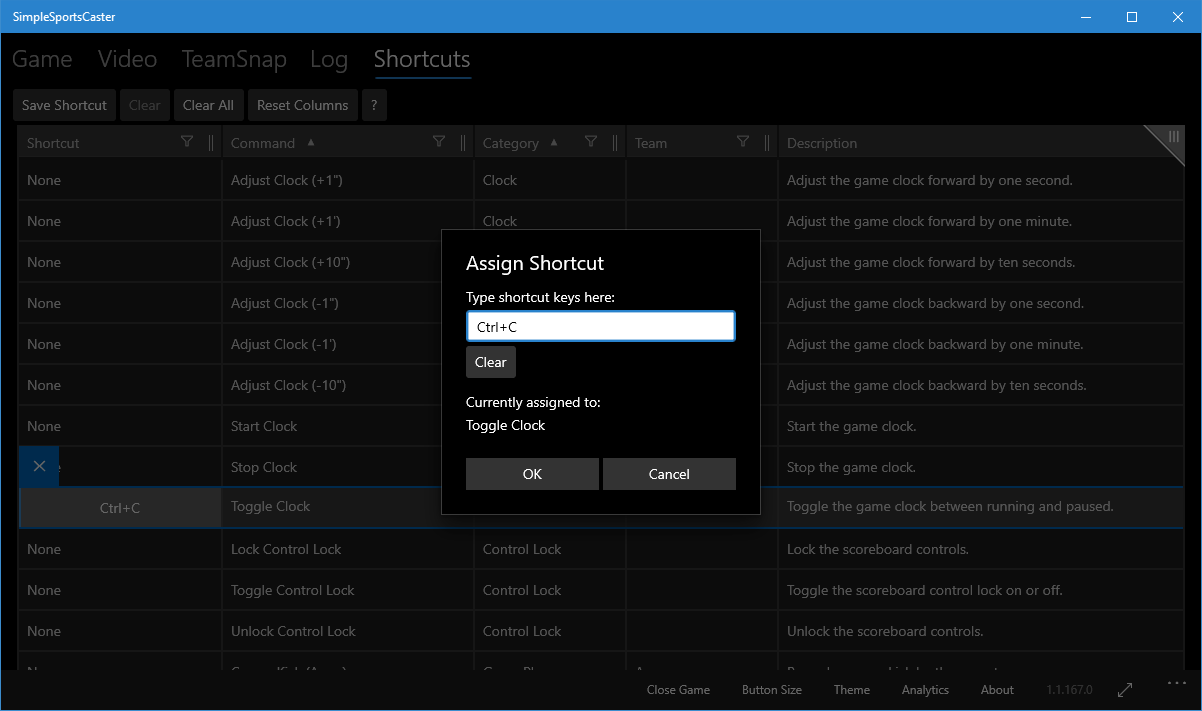 SimpleSportsCaster
Game Video TeamSnap Log Shortcuts
Save Shortcut Clear Clear All Reset Columns ?
Shortcut Command Category Team Description
None Adjust Clock (+1") Clock Adjust the game clock forward by one second.
None Adjust Clock (+1') Clock Adjust the game clock forward by one minute.
None Adjust Clock (+10") Adjust the game clock forward by ten seconds.
None Adjust Clock (-1") Adjust the game clock backward by one second.
None Adjust Clock (-1') Adjust the game clock backward by one minute.
None Adjust Clock (-10") Adjust the game clock backward by ten seconds.
None Start Clock Start the game clock.
Stop Clock Stop the game clock.
Ctrl+C Toggle Clock Toggle the game clock between running and paused.
None Lock Control Lock Control Lock Lock the scoreboard controls.
None Toggle Control Lock Control Lock Toggle the scoreboard control lock on or off.
None Unlock Control Lock Control Lock Unlock the scoreboard controls.
Assign Shortcut
Type shortcut keys here:
Ctrl+C
Clear
Currently assigned to:
Toggle Clock
OK Cancel
Close Game Button Size Theme Analytics About 1.1.167.0